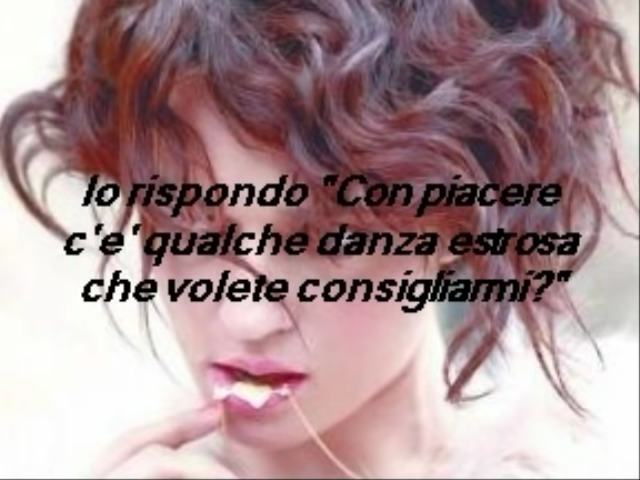 Io rispondo "Con piacere
c'e' qualche danza estrosa
che volete consigliarmi?"